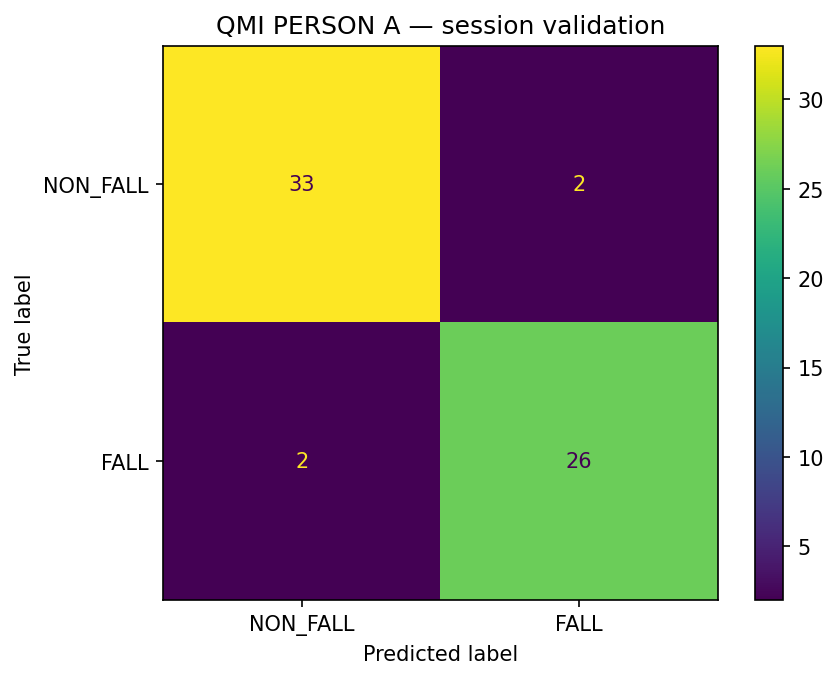 QMI PERSON A — session validation
True label
NON_FALL
33
2
FALL
2
26
NON_FALL
FALL
Predicted label
30
25
20
15
10
5